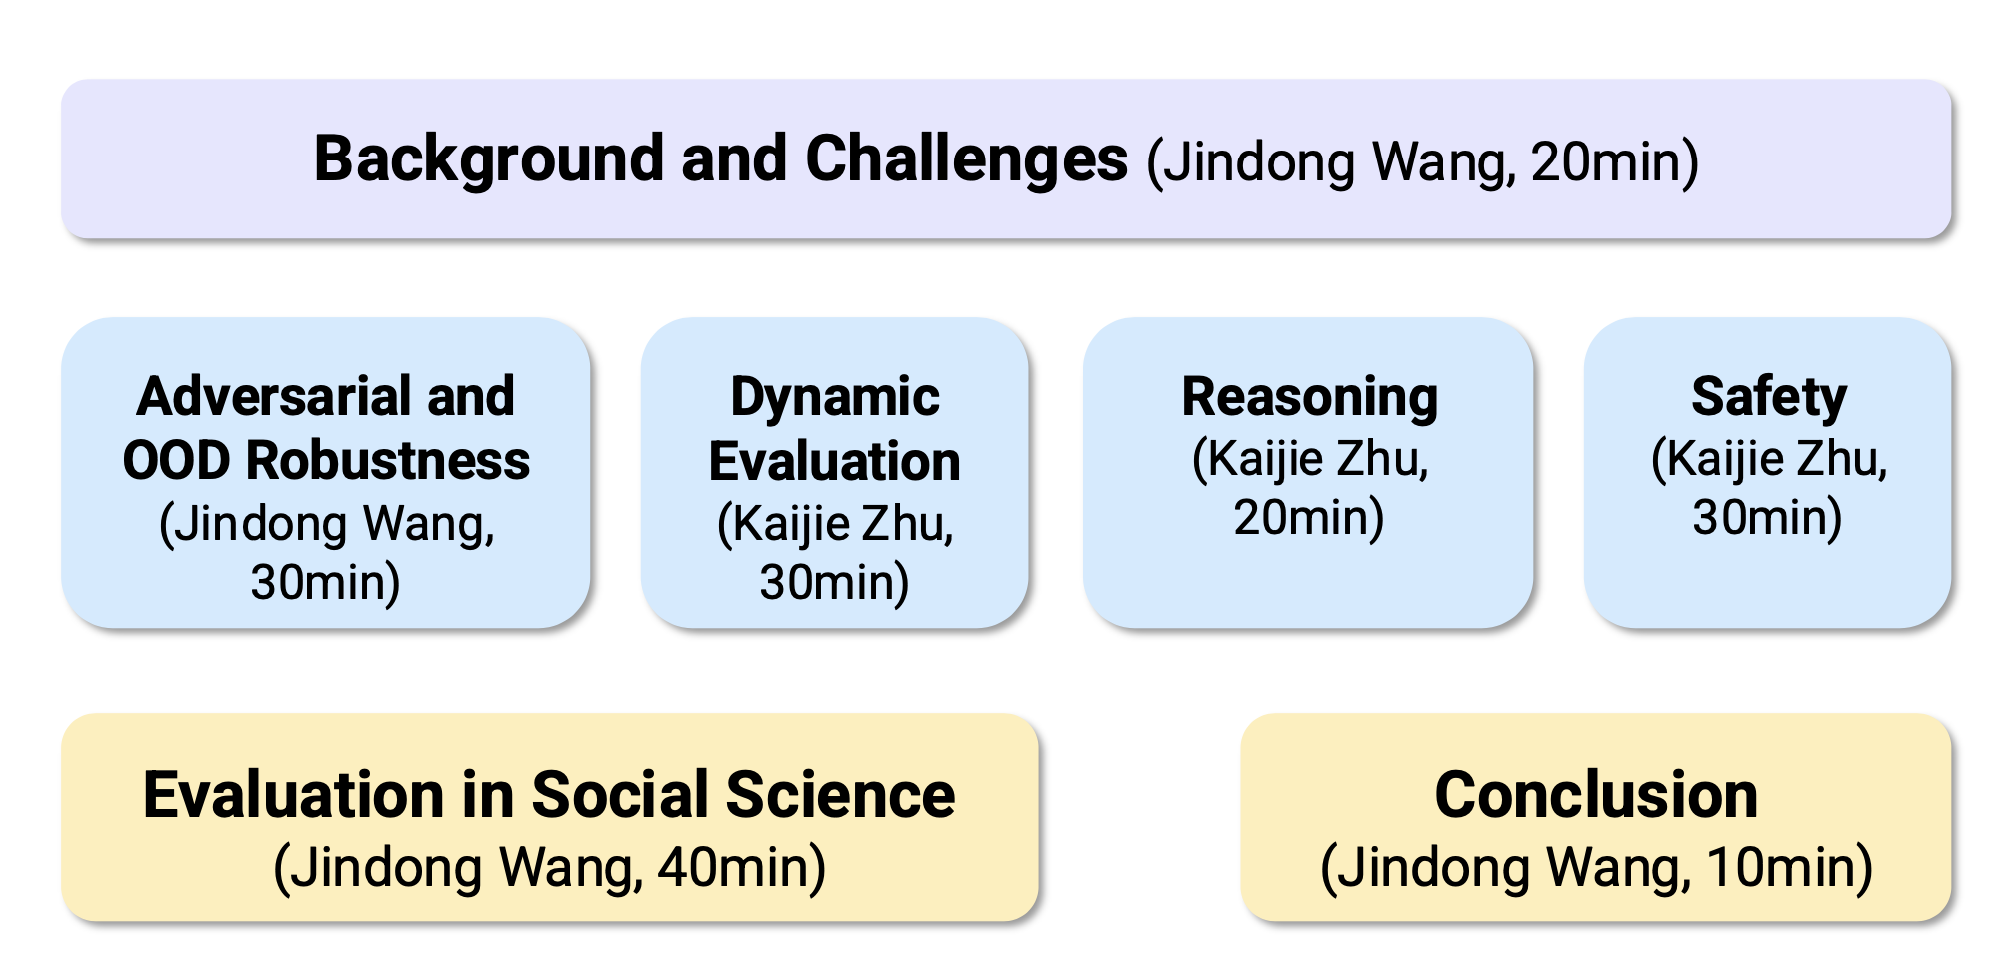 Background and Challenges (Jindong Wang, 20min)
Adversarial and
OOD Robustness
(Jindong Wang,
30min)
Dynamic
Evaluation
(Kaijie Zhu,
30min)
Reasoning
(Kaijie Zhu,
20min)
Safety
(Kaijie Zhu,
30min)
Evaluation in Social Science
(Jindong Wang, 40min)
Conclusion
(Jindong Wang, 10min)